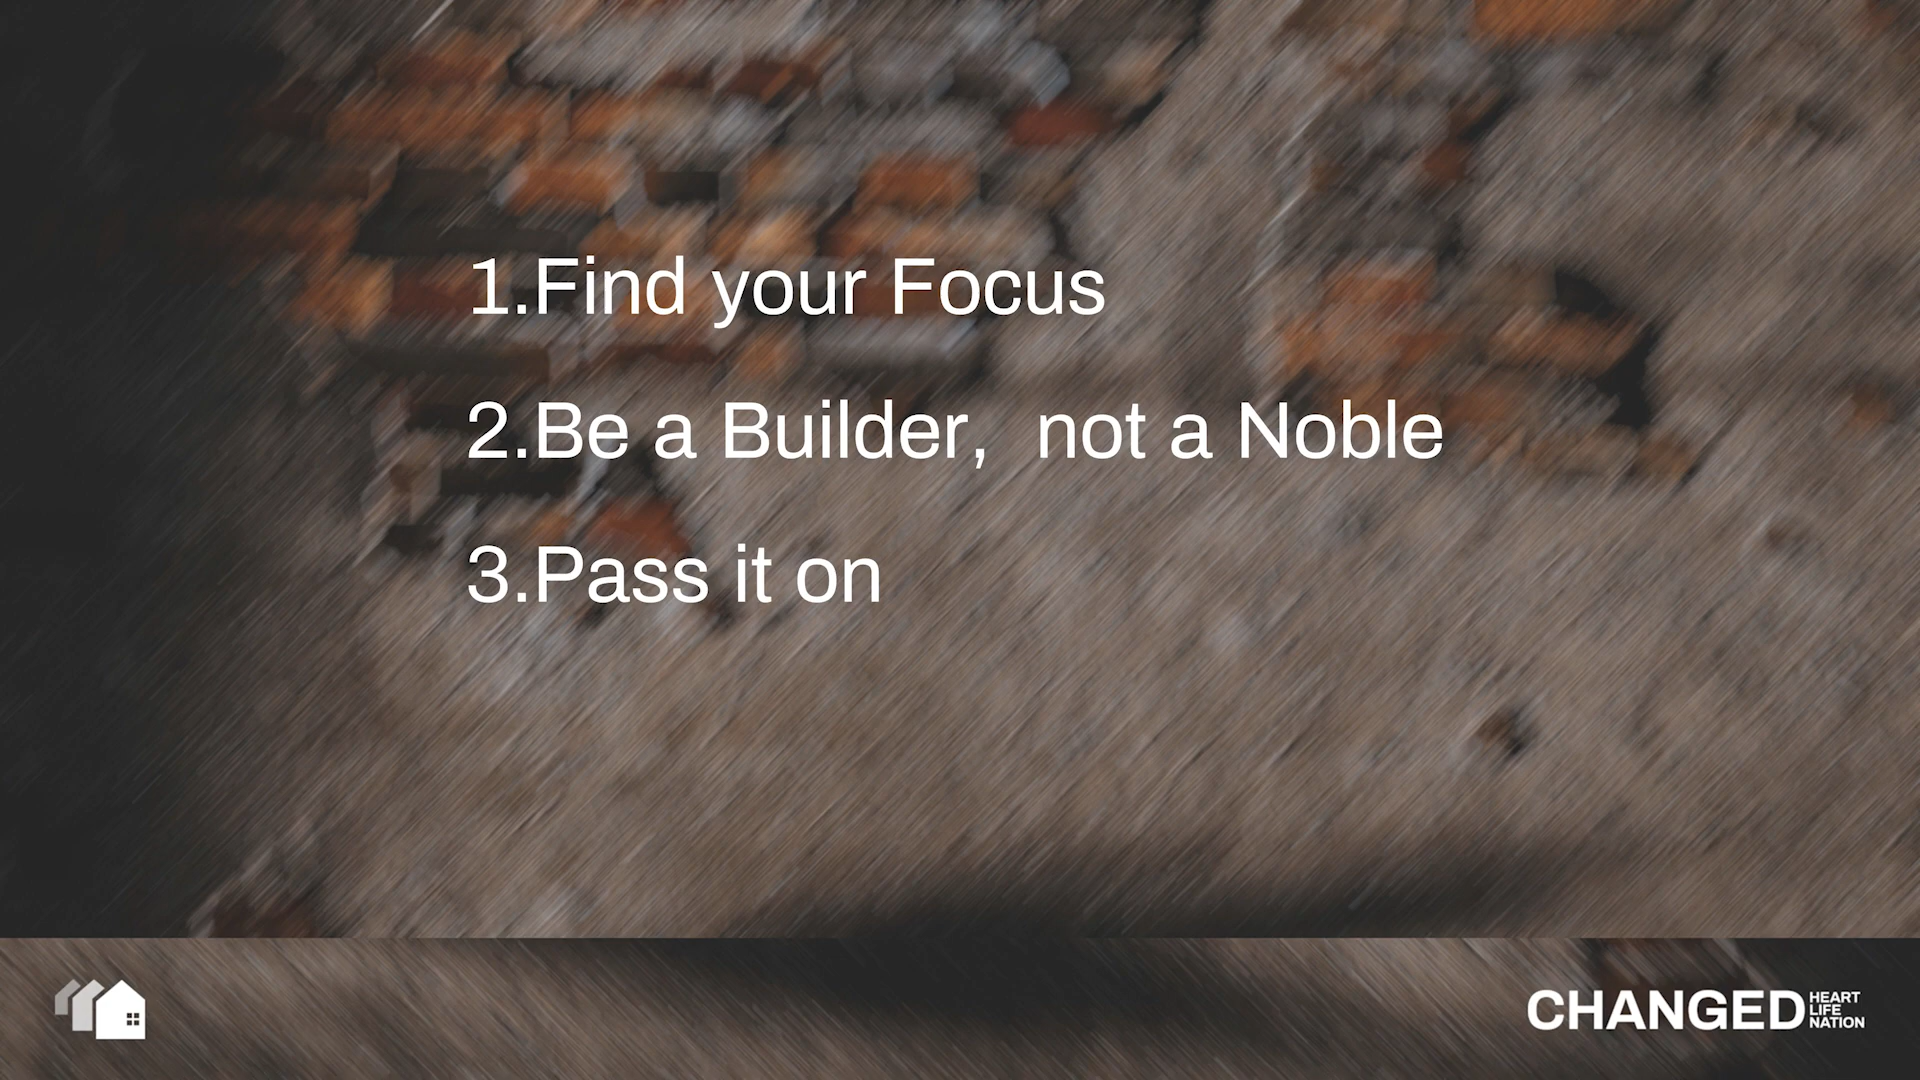 1.Find your Focus
2.Be a Builder,  not a Noble
3.Pass it on
CHANGED
HEART
LIFE
NATION